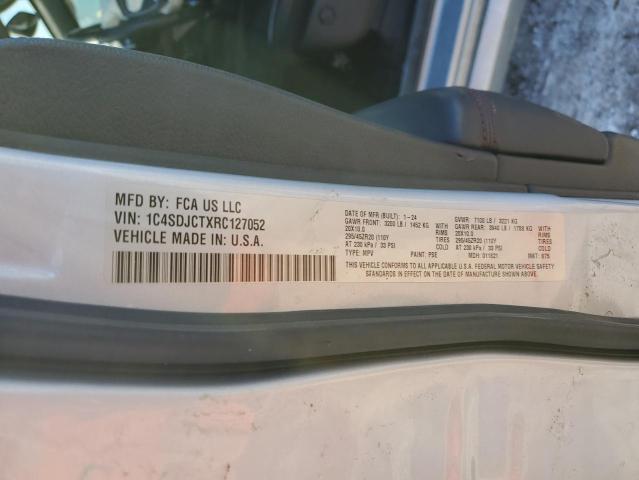 MFD BY: FCA US LLC
VIN: 1C4SDJCTXRC127052
VEHICLE MADE IN: U.S.A.
DATE OF MFR (BUILT): 1-24 GVWR: 7100 LB / 3221 KG
GAWR FRONT: 3200 LB / 1452 KG WITH GAWR REAR: 3940 LB / 1788 KG WITH
20X10.0 RIMS 20X10.0 RIMS
295/45ZR20 (110Y TIRES 295/45ZR20 (110Y TIRES
AT 230 kPa / 33 PSI COLD AT 230 kPa / 33 PSI COLD
TYPE: MPV PAINT: PSE MDH: 011521 INKT: 975
THIS VEHICLE CONFORMS TO ALL APPLICABLE U.S.A. FEDERAL MOTOR VEHICLE SAFETY
STANDARDS IN EFFECT ON THE DATE OF MANUFACTURE SHOWN ABOVE.